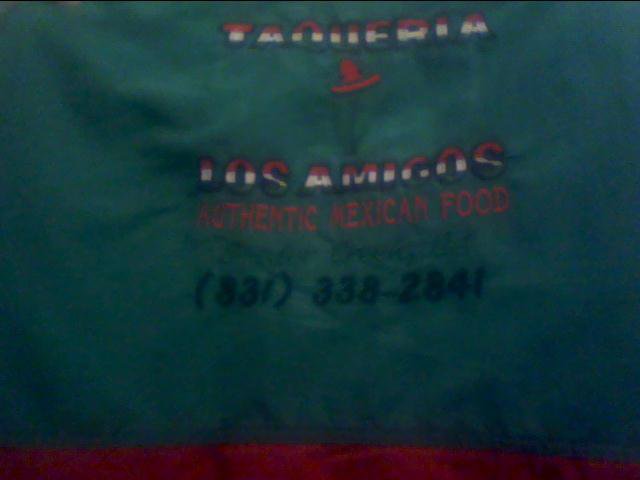 TAQUERIA
LOS AMIGOS
AUTHENTIC MEXICAN FOOD
(831) 338-2841